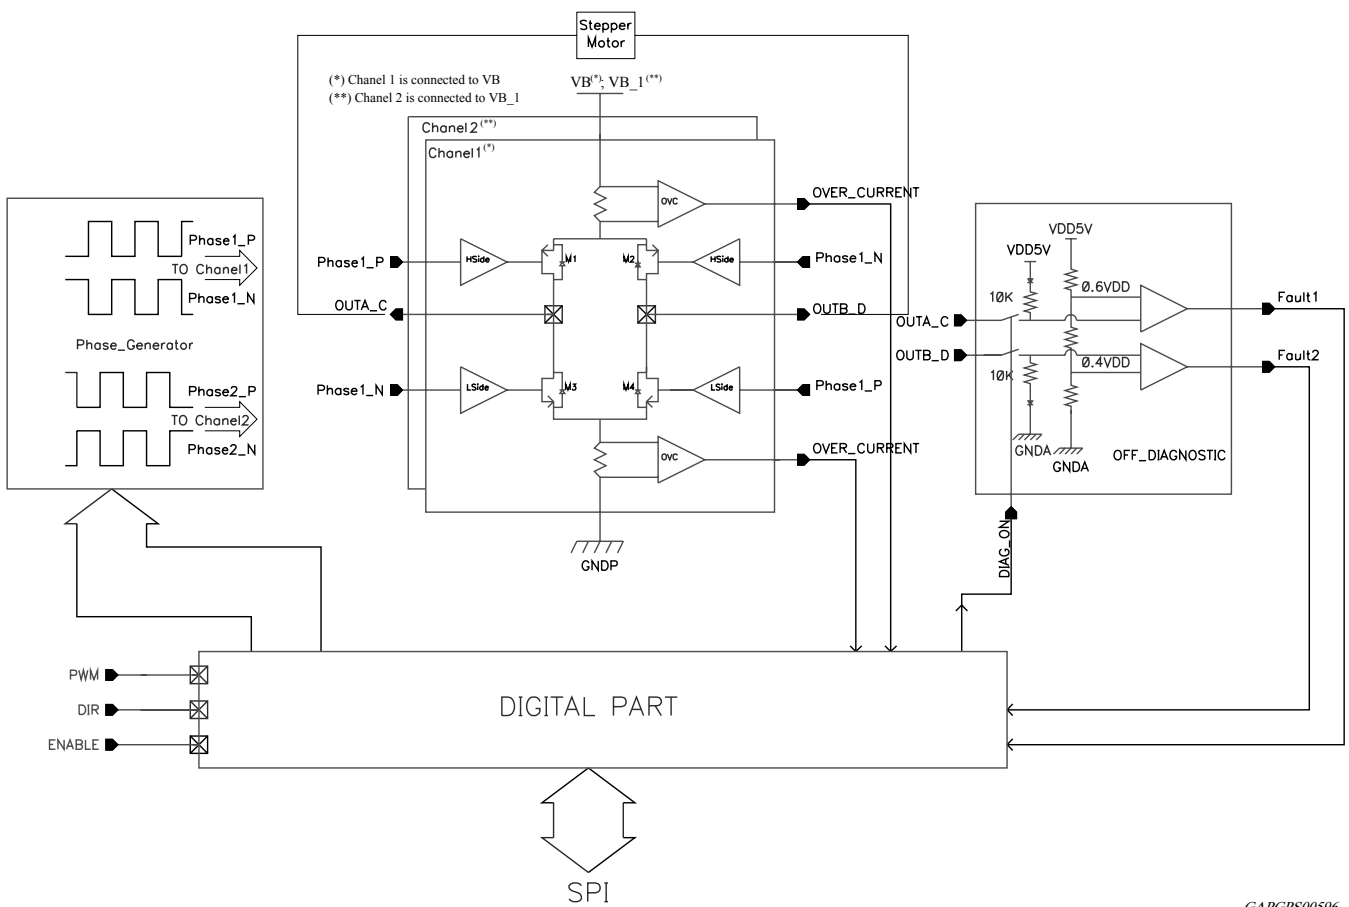 Stepper
Motor
(*) Chanel 1 is connected to VB
(**) Chanel 2 is connected to VB_1
VB(*); VB_1(**)
Chanel2(**)
Chanel1(*)
OVC
OVER_CURRENT
Phase1_P
HSide
M1
M2
HSide
Phase1_N
OUTA_C
OUTB_D
Phase1_N
LSide
M3
M4
LSide
Phase1_P
OVC
OVER_CURRENT
GNDP
Phase1_P
TO Chanel1
Phase1_N
Phase_Generator
Phase2_P
TO Chanel2
Phase2_N
VDD5V
VDD5V
10K
0.6VDD
OUTA_C
Fault1
OUTB_D
10K
0.4VDD
Fault2
GNDA
GNDA
OFF_DIAGNOSTIC
DIAG_ON
PWM
DIR
ENABLE
DIGITAL PART
SPI